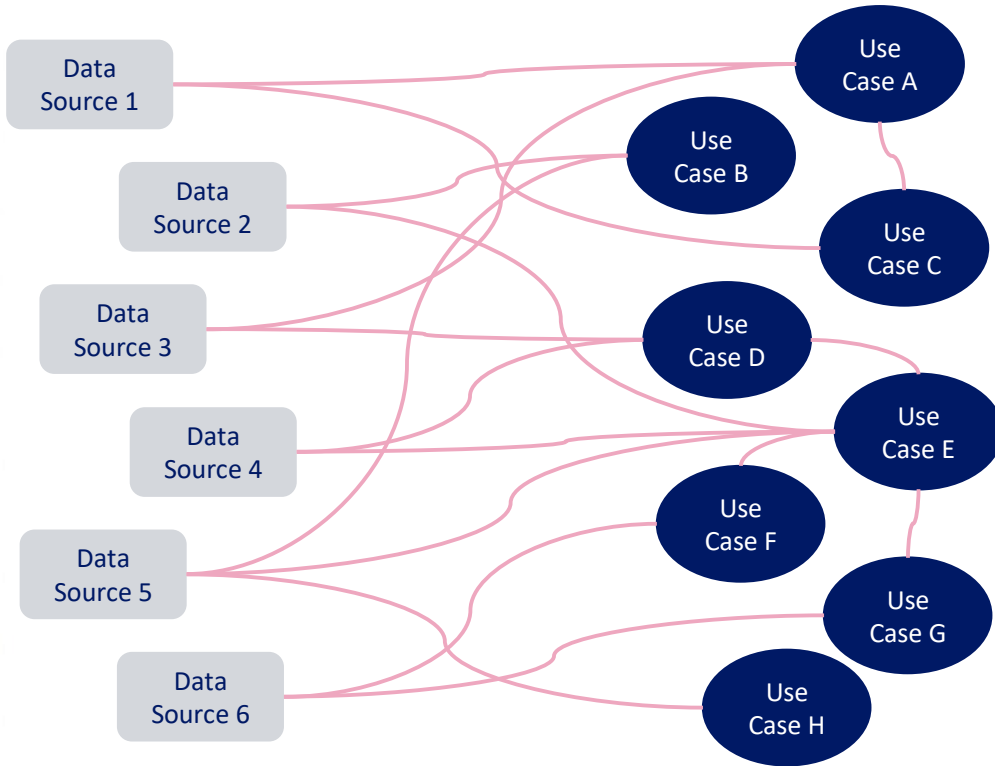 Data
Source 1
Data
Source 2
Data
Source 3
Data
Source 4
Data
Source 5
Data
Source 6
Use
Case A
Use
Case B
Use
Case C
Use
Case D
Use
Case E
Use
Case F
Use
Case G
Use
Case H